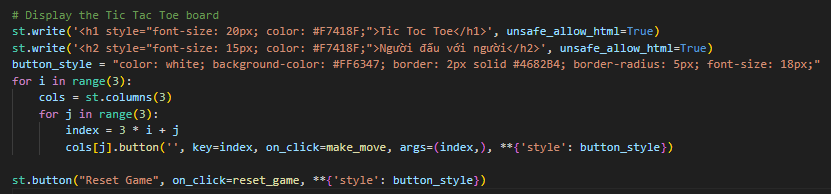 # Display the Tic Tac Toe board
st.write('<h1 style="font-size: 20px; color: #F7418F;">Tic Toc Toe</h1>', unsafe_allow_html=True)
st.write('<h2 style="font-size: 15px; color: #F7418F;">Người đấu với người</h2>', unsafe_allow_html=True)
button_style = "color: white; background-color: #FF6347; border: 2px solid #4682B4; border-radius: 5px; font-size: 18px;"
for i in range(3):
    cols = st.columns(3)
    for j in range(3):
        index = 3 * i + j
        cols[j].button('', key=index, on_click=make_move, args=(index,), **{'style': button_style})

st.button("Reset Game", on_click=reset_game, **{'style': button_style})